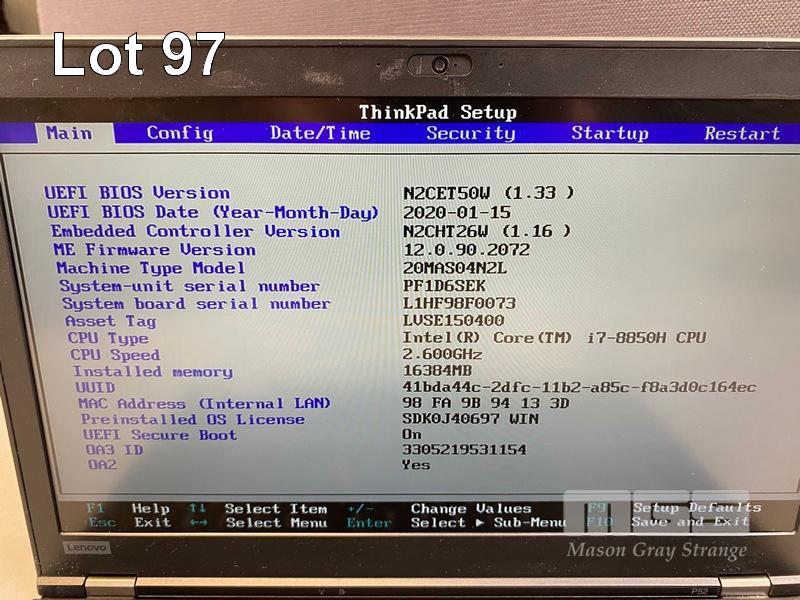 Lot 97
ThinkPad Setup
Main Config Date/Time Security Startup Restart
UEFI BIOS Version N2CET50W (1.33 )
UEFI BIOS Date (Year-Month-Day) 2020-01-15
Embedded Controller Version N2CHT26W (1.16 )
ME Firmware Version 12.0.90.2072
Machine Type Model 20MAS04N2L
System-unit serial number PF1D6SEK
System board serial number L1HF98F0073
Asset Tag LVSE150400
CPU Type Intel(R) Core(TM) i7-8850H CPU
CPU Speed 2.600GHz
Installed memory 16384MB
UUID 41bda44c-2dfc-11b2-a85c-f8a3d0c164ec
MAC Address (Internal LAN) 98 FA 9B 94 13 3D
Preinstalled OS License SDK0J40697 WIN
UEFI Secure Boot On
OA3 ID 3305219531154
OA2 Yes
F1 Help ↑↓ Select Item +/- Change Values F9 Setup Defaults
Esc Exit ←→ Select Menu Enter Select ▶ Sub-Menu F10 Save and Exit
MGS
Mason Gray Strange
Lenovo
P52